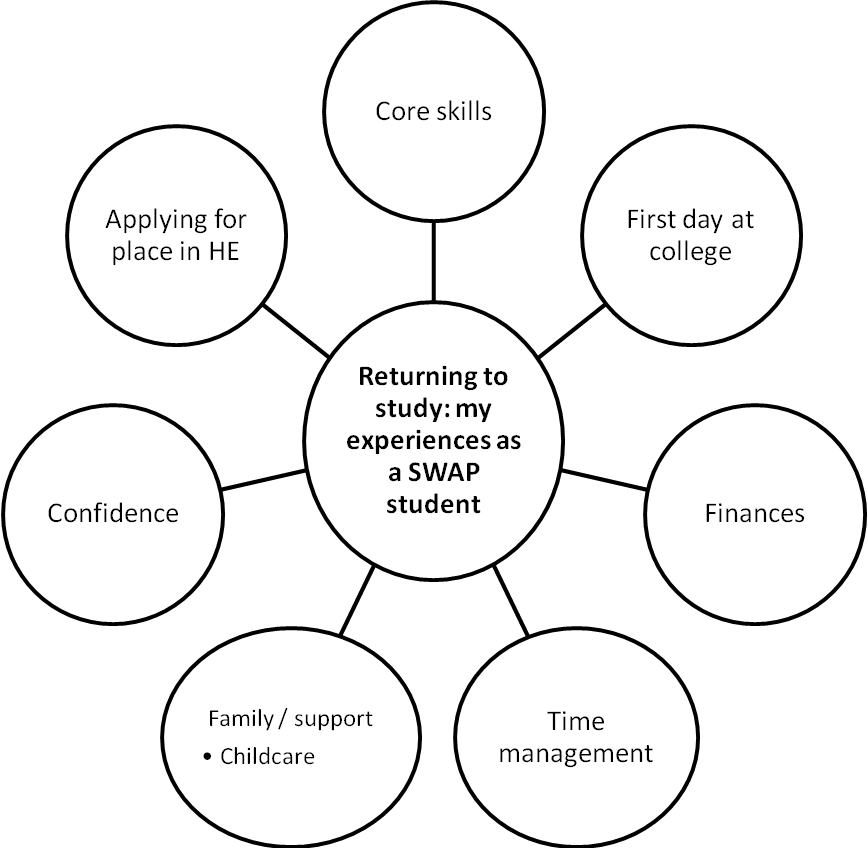 Core skills
Applying for
place in HE
First day at
college
Returning to
study: my
experiences as
a SWAP
student
Confidence
Finances
Family / support
• Childcare
Time
management